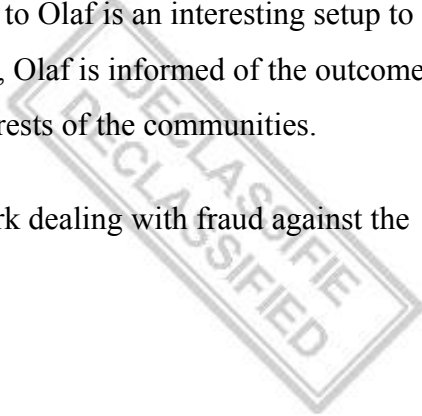 to Olaf is an interesting setup to
, Olaf is informed of the outcome
rests of the communities.
rk dealing with fraud against the
DECLASSIFIE
DECLASSIFIED